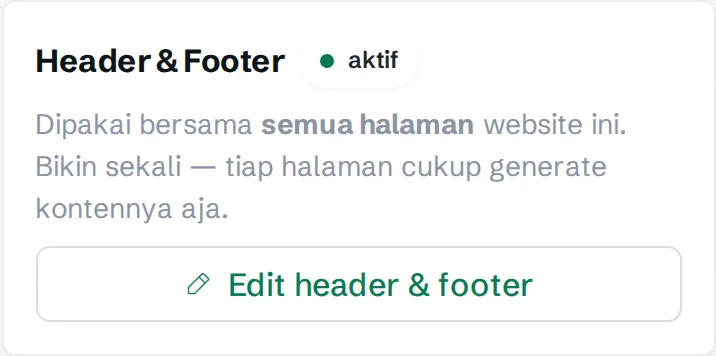 Header & Footer aktif
Dipakai bersama semua halaman website ini.
Bikin sekali — tiap halaman cukup generate
kontennya aja.
Edit header & footer